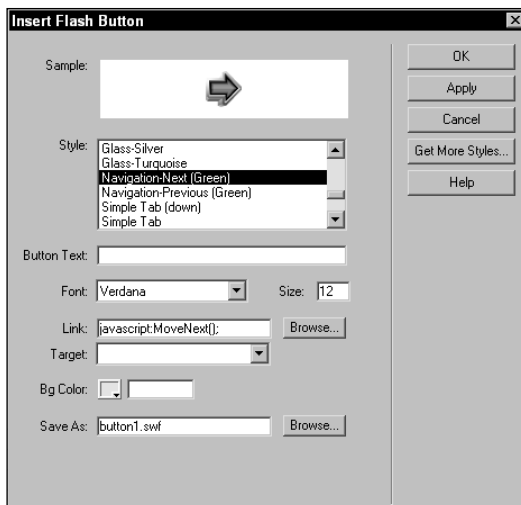 Insert Flash Button
Sample:
OK
Apply
Cancel
Get More Styles...
Help
Style:
Glass-Silver
Glass-Turquoise
Navigation-Next (Green)
Navigation-Previous (Green)
Simple Tab (down)
Simple Tab
Button Text:
Font: Verdana Size: 12
Link: javascript:MoveNext(); Browse...
Target:
Bg Color:
Save As: button1.swf Browse...